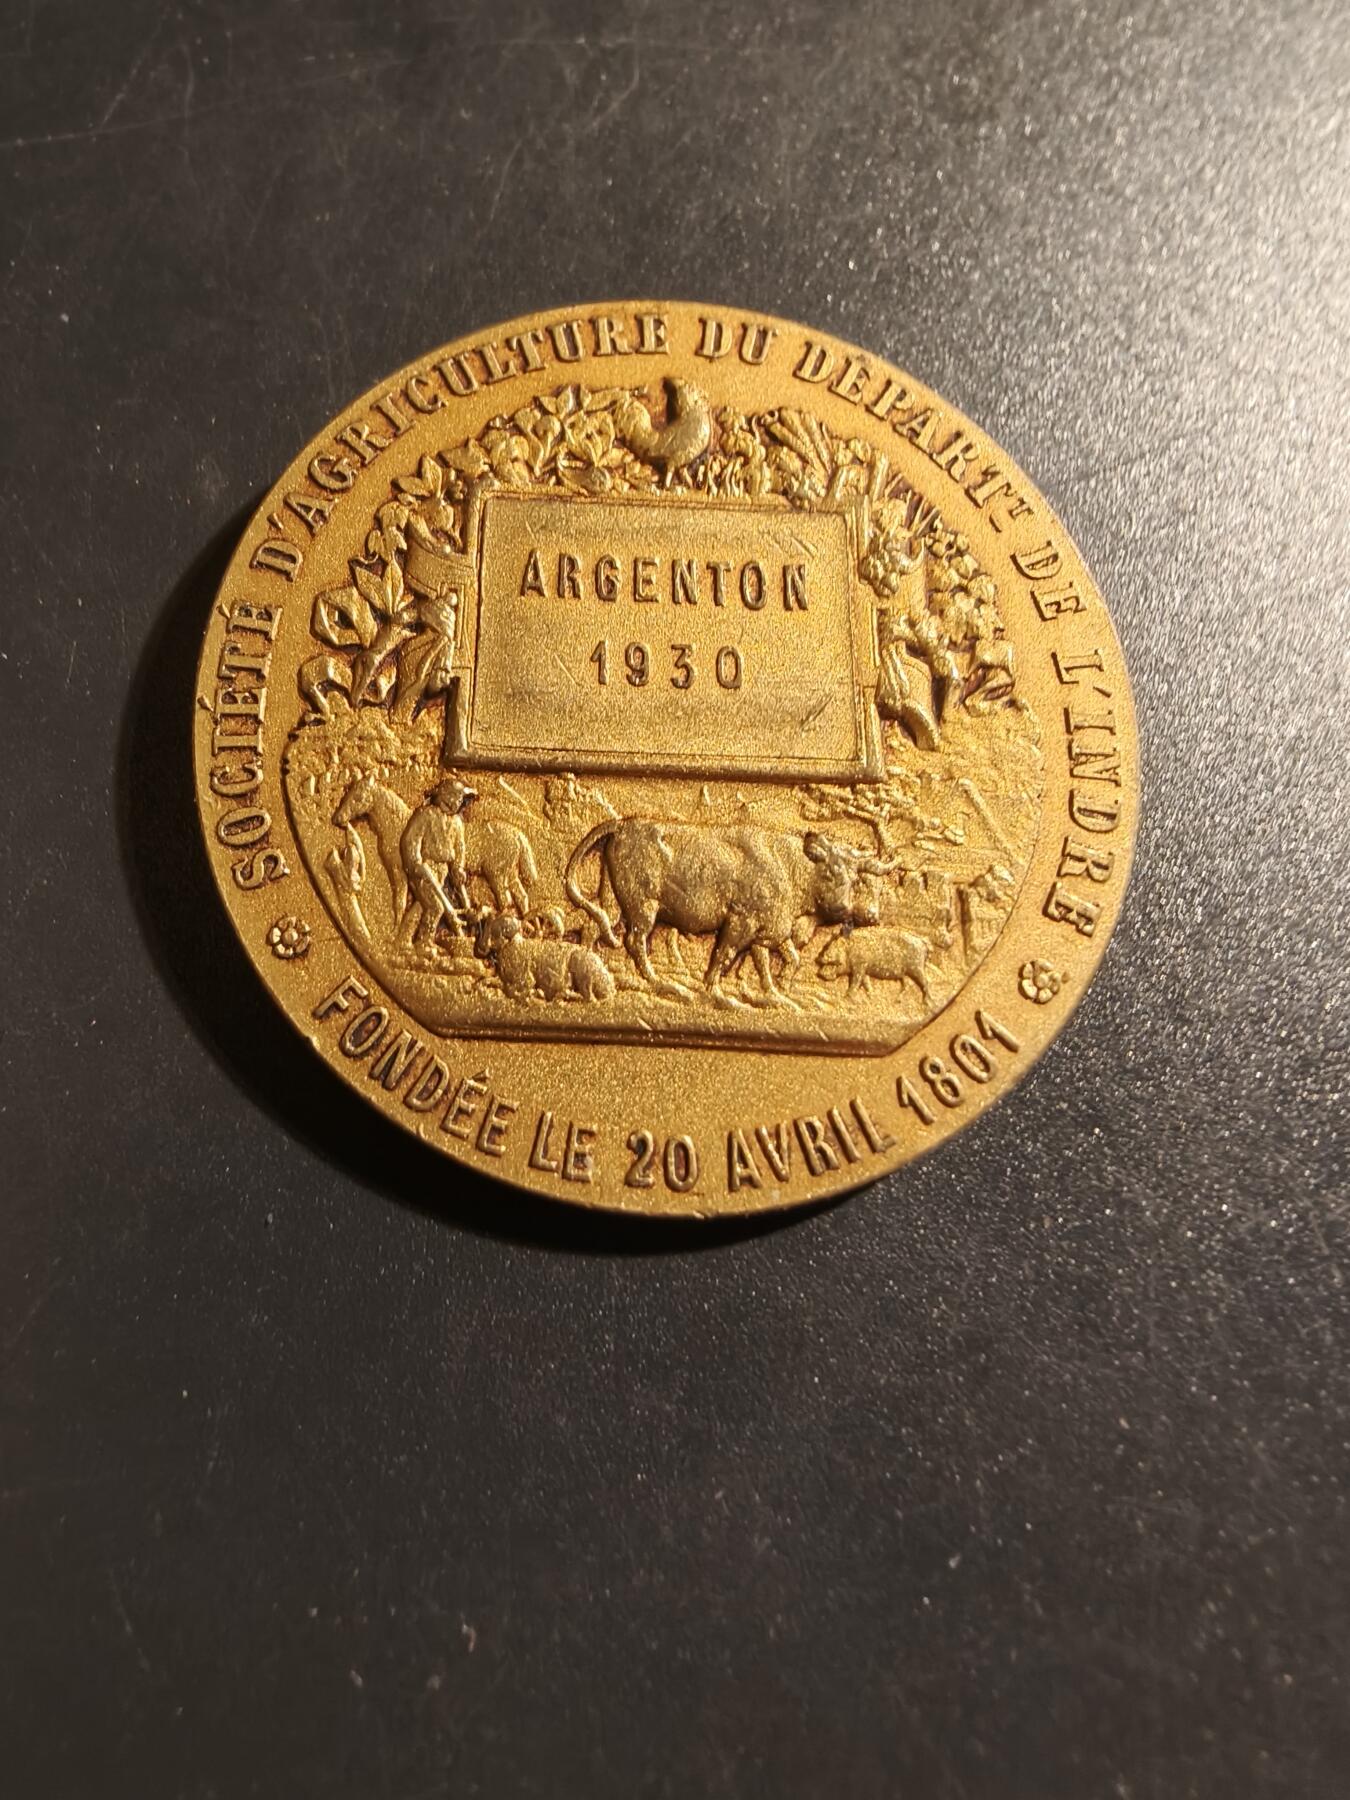 SOCIÉTÉ D'AGRICULTURE DU DÉPARTT DE L'INDRE
ARGENTON
1930
FONDÉE LE 20 AVRIL 1801